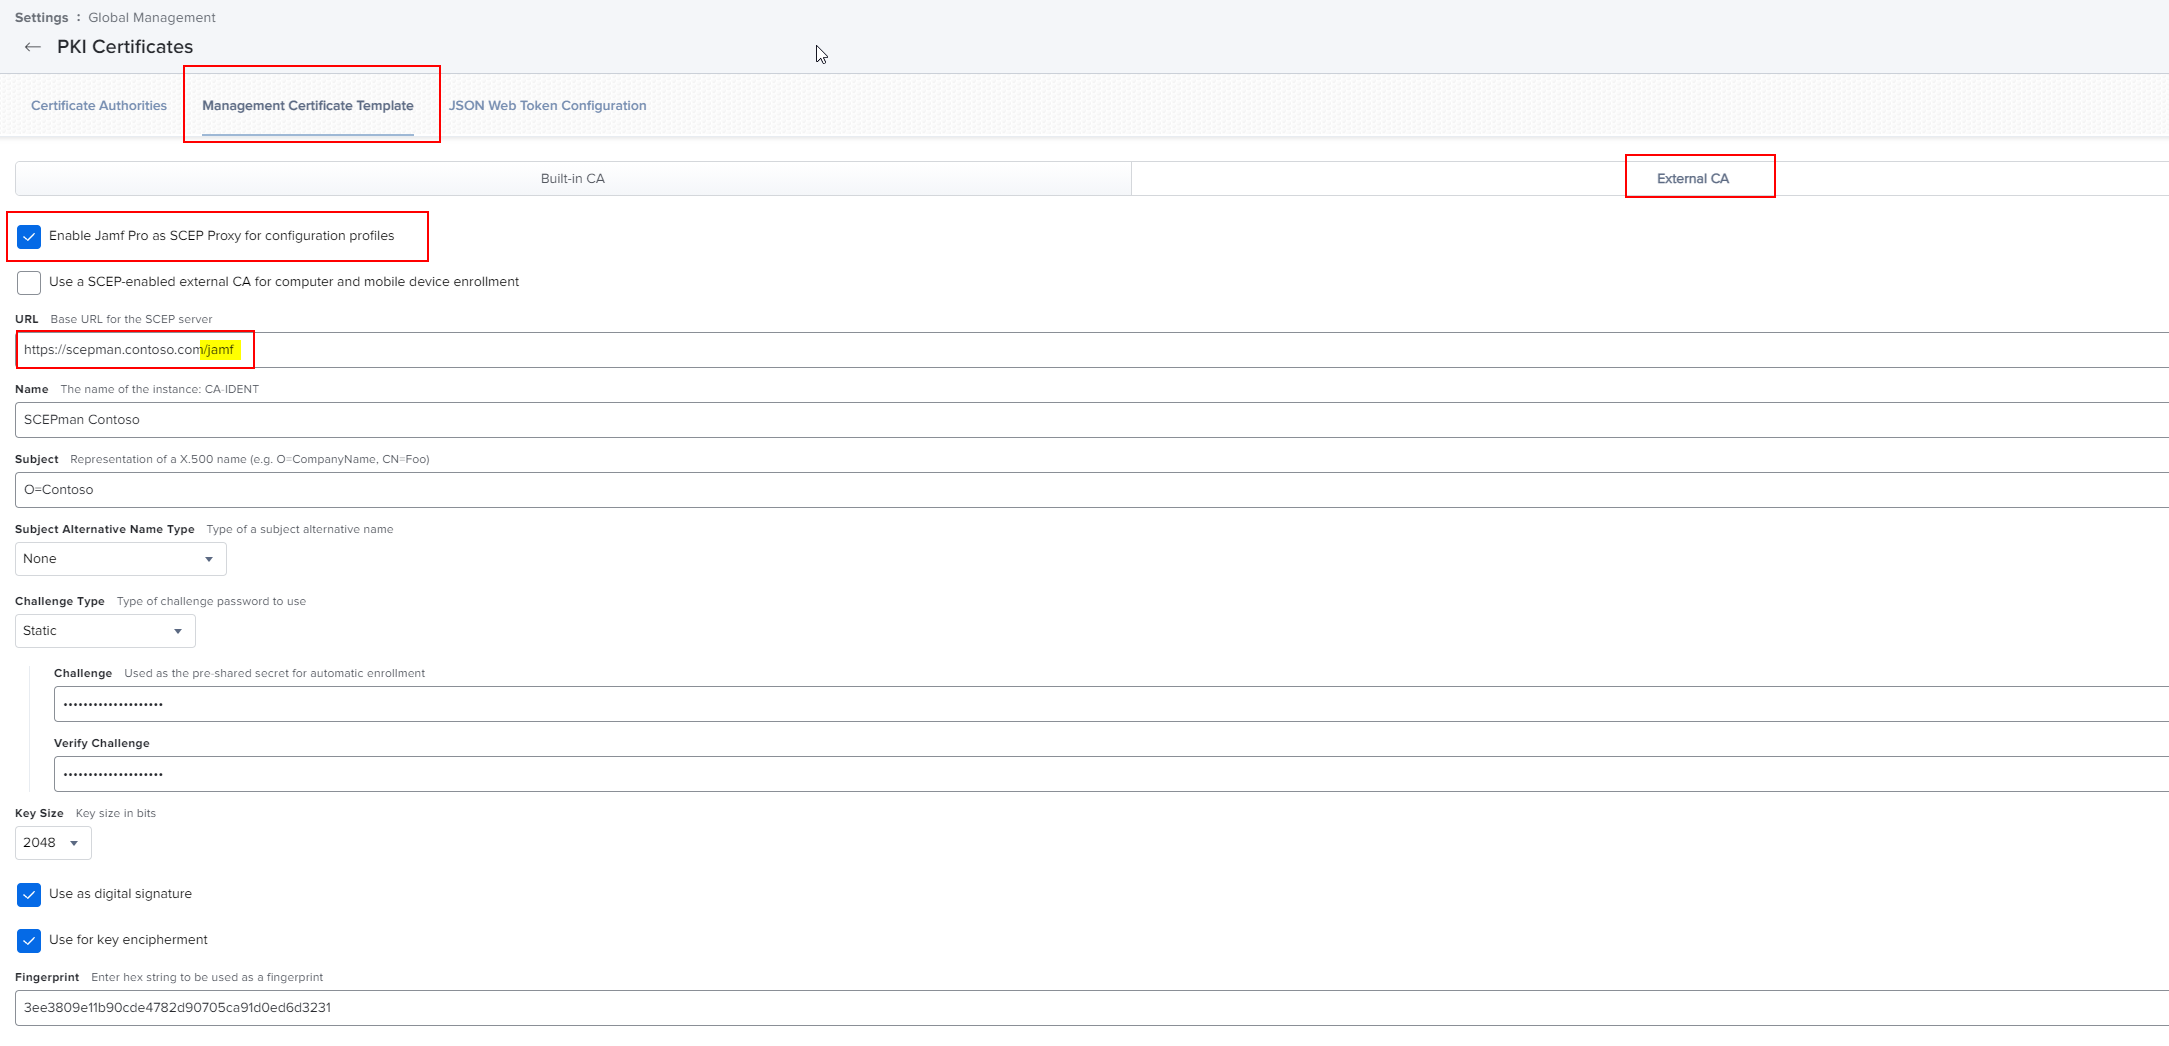 Settings : Global Management
← PKI Certificates
Certificate Authorities Management Certificate Template JSON Web Token Configuration
Built-in CA External CA
Enable Jamf Pro as SCEP Proxy for configuration profiles
Use a SCEP-enabled external CA for computer and mobile device enrollment
URL Base URL for the SCEP server
https://scepman.contoso.com/jamf
Name The name of the instance: CA-IDENT
SCEPman Contoso
Subject Representation of a X.500 name (e.g. O=CompanyName, CN=Foo)
O=Contoso
Subject Alternative Name Type Type of a subject alternative name
None
Challenge Type Type of challenge password to use
Static
Challenge Used as the pre-shared secret for automatic enrollment
••••••••••••••••••••
Verify Challenge
••••••••••••••••••••
Key Size Key size in bits
2048
Use as digital signature
Use for key encipherment
Fingerprint Enter hex string to be used as a fingerprint
3ee3809e11b90cde4782d90705ca91d0ed6d3231